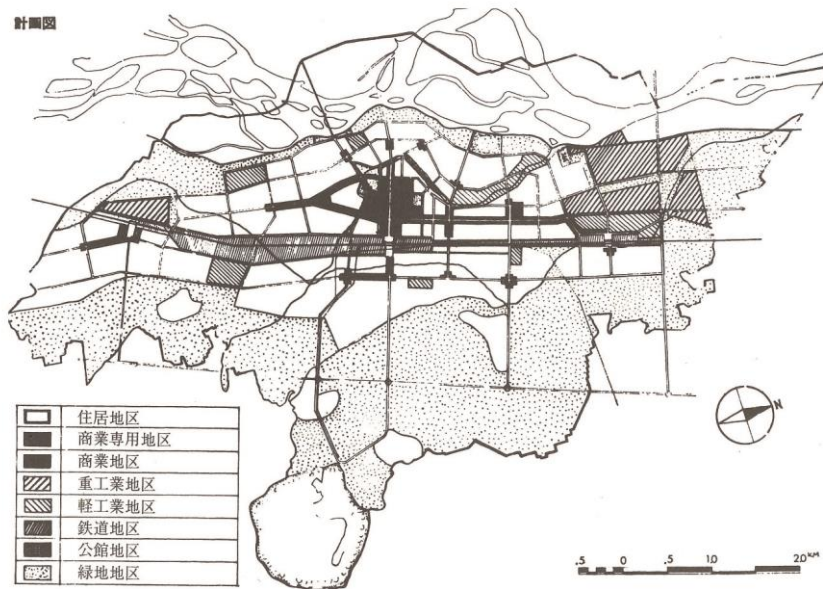 計画図
N
住居地区
商業専用地区
商業地区
重工業地区
軽工業地区
鉄道地区
公館地区
緑地地区
.5 0 .5 1.0 2.0 KM